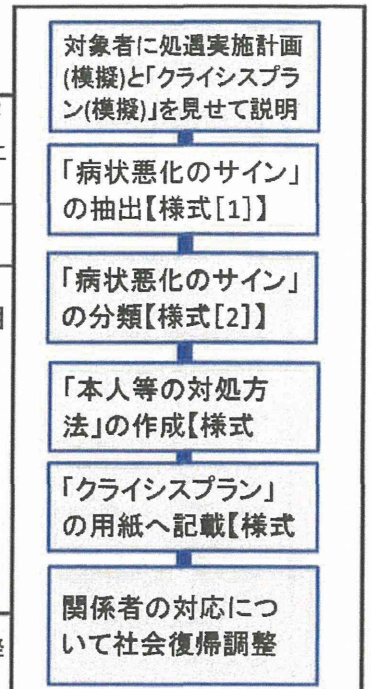 対象者に処遇実施計画
(模擬)と「クライシスプラ
ン(模擬)」を見せて説明
「病状悪化のサイン」
の抽出【様式[1]】
「病状悪化のサイン」
の分類【様式[2]】
「本人等の対処方
法」の作成【様式
「クライシスプラン」
の用紙へ記載【様式
関係者の対応につ
いて社会復帰調整